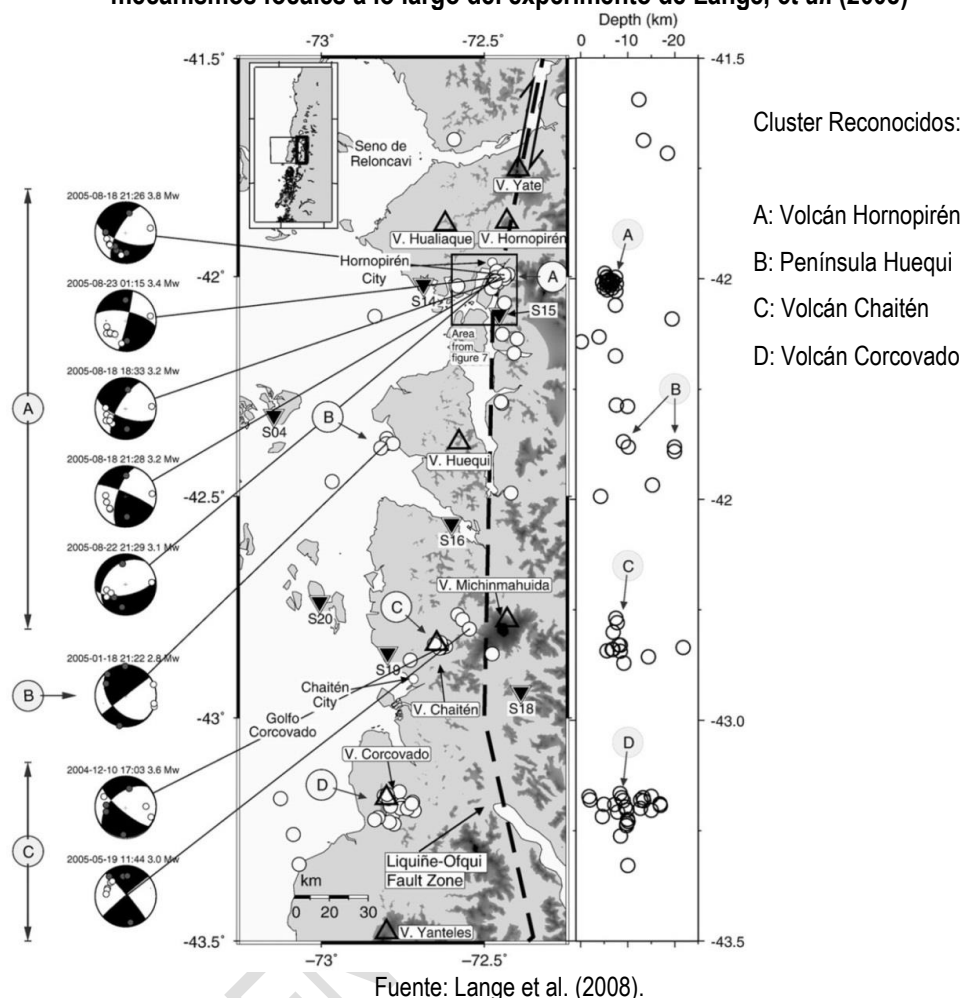 mecanismos focales a lo largo del experimento de Lange, et all (2008)
Depth (km)
-73 -72.5 0 -10 -20
-41.5 -41.5
Cluster Reconocidos:
Seno de
Reloncavi
V. Yate
2005-08-18 21:26 3.8 Mw
A: Volcán Hornopirén
V. Hualiaque V. Hornopirén
A
B: Península Huequi
Hornopirén
City
-42 A -42
2005-08-23 01:15 3.4 Mw
S14
S15
C: Volcán Chaitén
Area
from
figure 7
D: Volcán Corcovado
2005-08-18 18:33 3.2 Mw
B
A
B
S04
V. Huequi
2005-08-18 21:28 3.2 Mw
-42.5 -42
S16
2005-08-22 21:29 3.1 Mw
C
V. Michinmahuida
S20
C
2005-01-18 21:22 2.8 Mw
S19
Chaitén
City
B
V. Chaitén
S18
Golfo
Corcovado
-43 -43.0
2004-12-10 17:03 3.6 Mw
V. Corcovado
D
D
C
2005-05-19 11:44 3.0 Mw
Liquiñe-Ofqui
Fault Zone
km
0 20 30
V. Yanteles
-43.5 -43.5
-73 -72.5
Fuente: Lange et al. (2008).